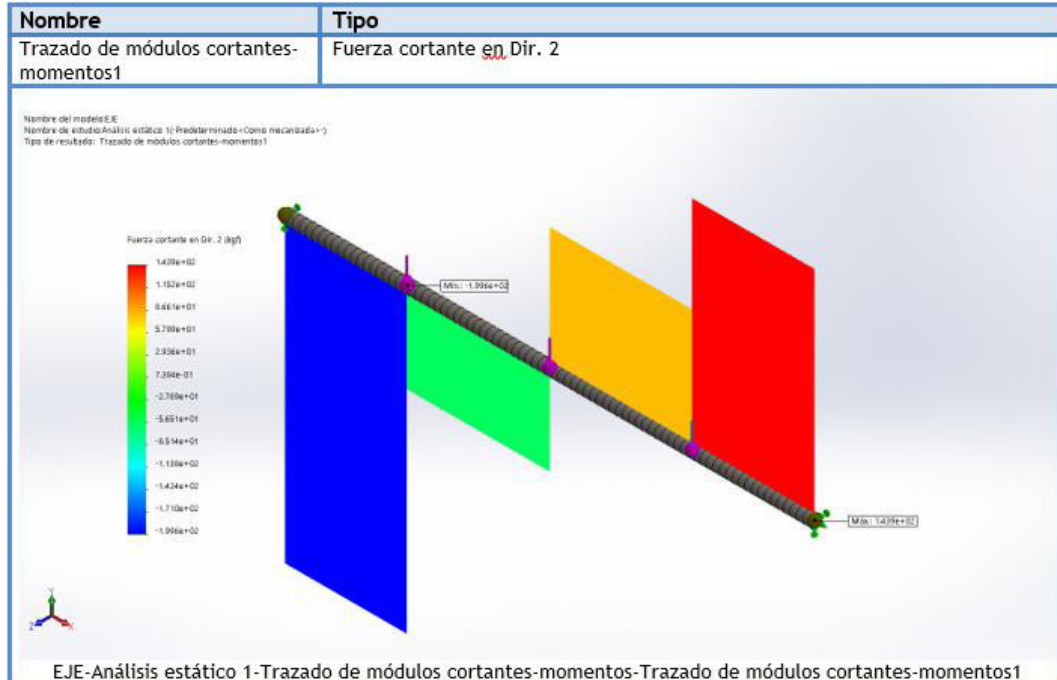 Nombre Tipo
Trazado de módulos cortantes- Fuerza cortante en Dir. 2
momentos1
Nombre del modelo:EJE
Nombre de estudio:Análisis estático 1(-Predeterminado<Como mecanizada>-)
Tipo de resultado: Trazado de módulos cortantes-momentos1
Fuerza cortante en Dir. 2 (kgf)
1.439e+02
1.152e+02
8.661e+01
5.799e+01
2.936e+01
7.394e-01
-2.789e+01
-5.651e+01
-8.514e+01
-1.138e+02
-1.424e+02
-1.710e+02
-1.996e+02
Mín.: -1.996e+02
Máx.: 1.439e+02
Y
Z X
EJE-Análisis estático 1-Trazado de módulos cortantes-momentos-Trazado de módulos cortantes-momentos1